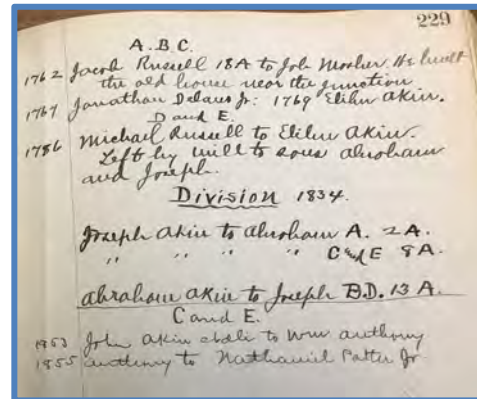 229
A.B.C.
1762 Jacob Russell 18A to Job Mosher. He built
the old house near the junction
1767 Jonathan Delano Jr: 1769 Elihu Akin.
D and E.
1786 Michael Russell to Elihu Akin.
Left by will to sons Abraham
and Joseph.
Division 1834.
Joseph Akin to Abraham A. 2A.
" " " " C and E 8A.
Abraham Akin to Joseph B.D. 13 A.
C and E.
1853 John Akin to Wm Anthony
1855 Anthony to Nathaniel Potter Jr